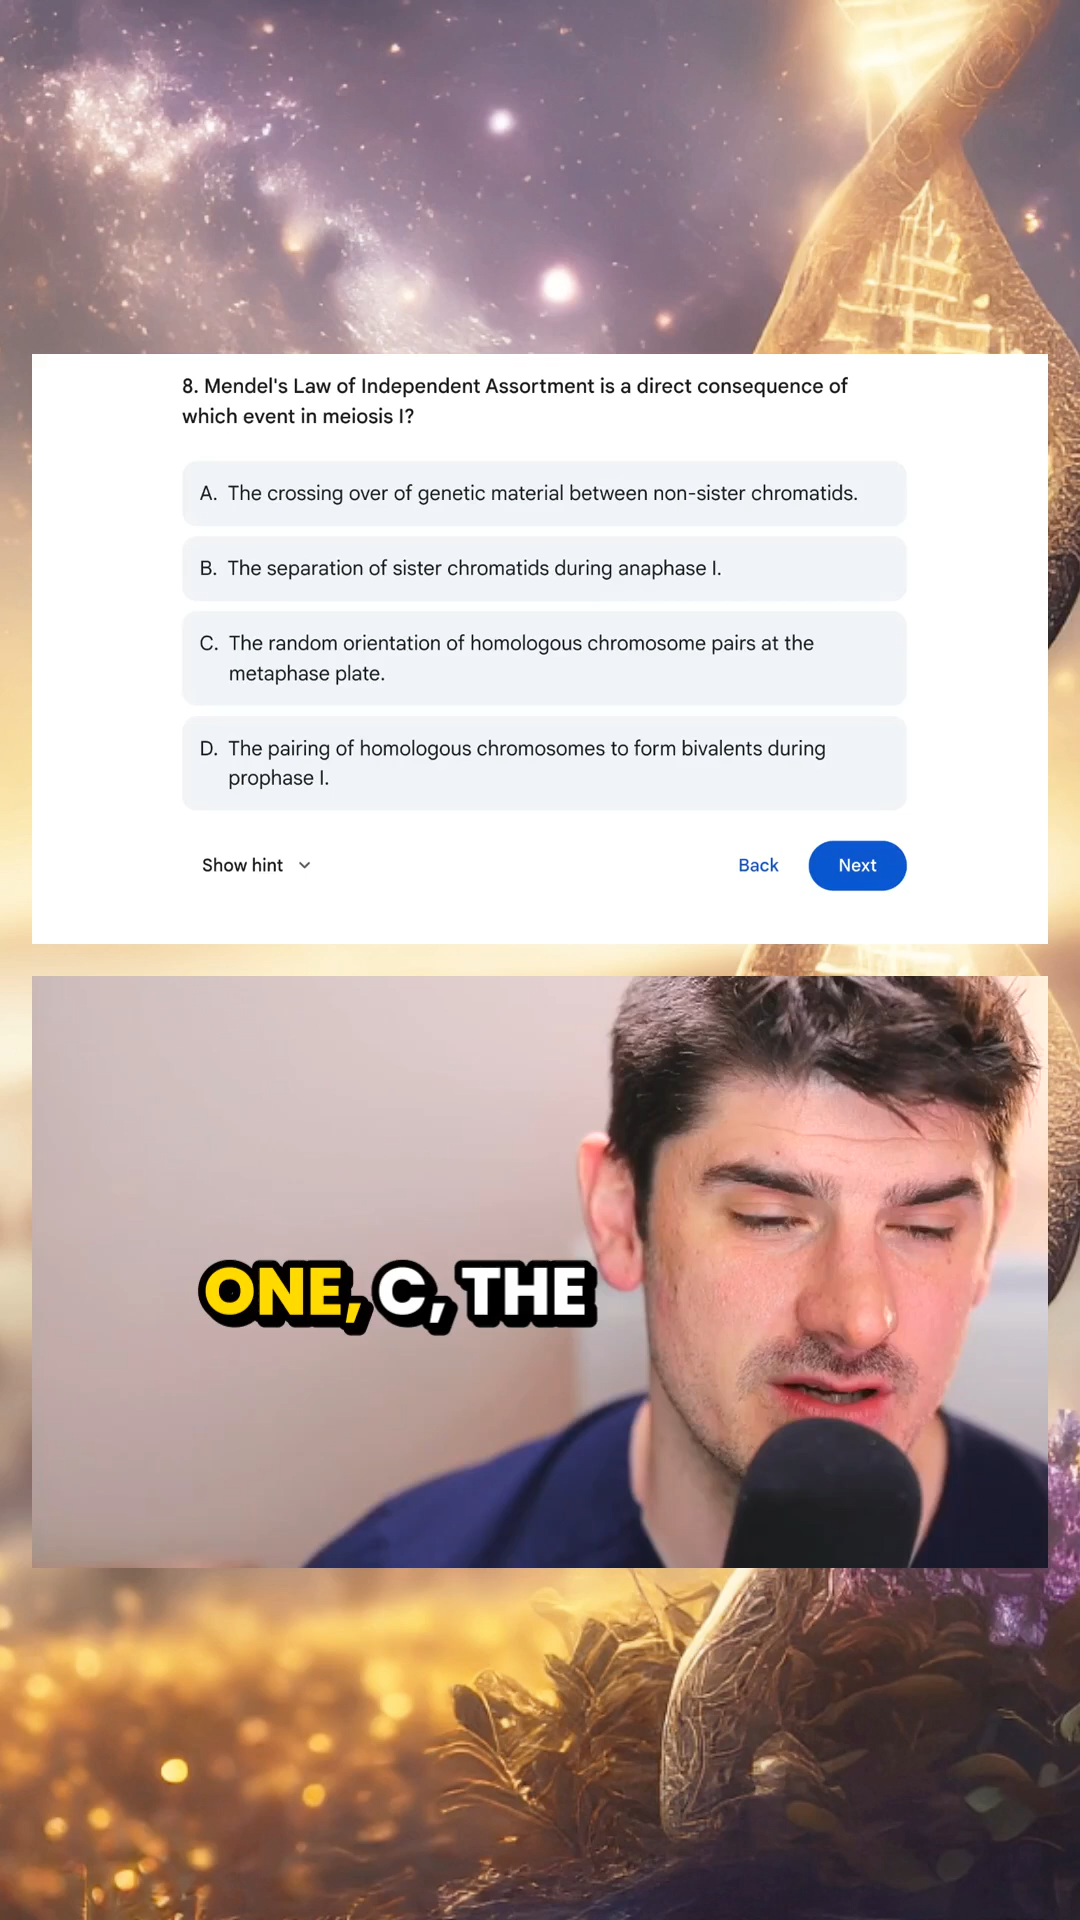 8. Mendel's Law of Independent Assortment is a direct consequence of
which event in meiosis I?
A. The crossing over of genetic material between non-sister chromatids.
B. The separation of sister chromatids during anaphase I.
C. The random orientation of homologous chromosome pairs at the
metaphase plate.
D. The pairing of homologous chromosomes to form bivalents during
prophase I.
Show hint
Back
Next
ONE, C, THE